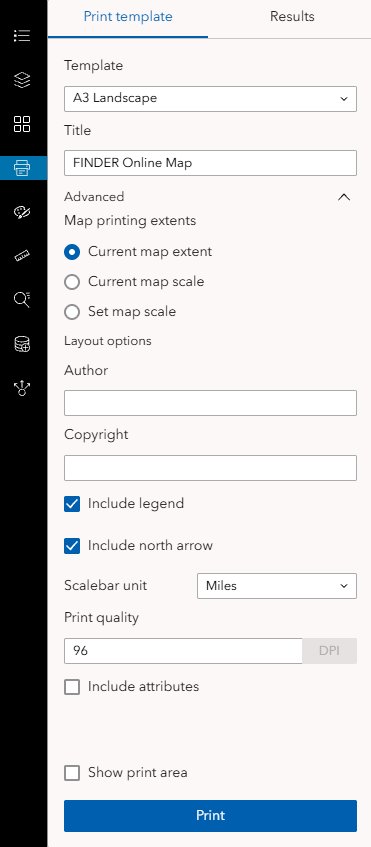 Print template
Results
Template
A3 Landscape
Title
FINDER Online Map
Advanced
Map printing extents
Current map extent
Current map scale
Set map scale
Layout options
Author
Copyright
Include legend
Include north arrow
Scalebar unit
Miles
Print quality
96
DPI
Include attributes
Show print area
Print